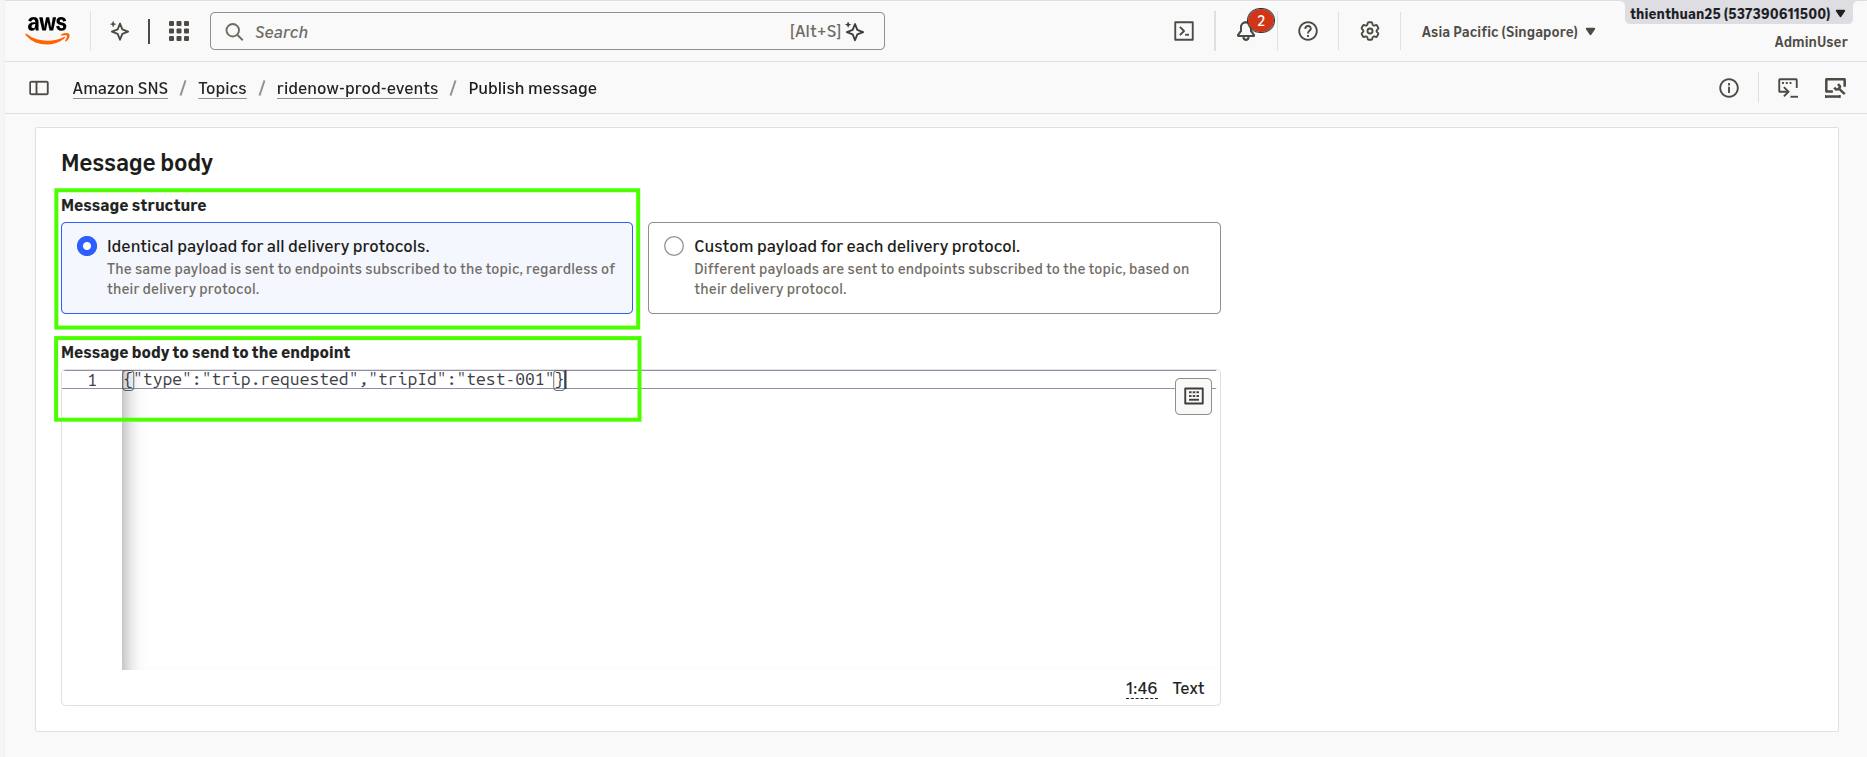 aws
Search
[Alt+S]
2
Asia Pacific (Singapore)
thienthuan25 (537390611500)
AdminUser
Amazon SNS / Topics / ridenow-prod-events / Publish message
Message body
Message structure
Identical payload for all delivery protocols.
The same payload is sent to endpoints subscribed to the topic, regardless of
their delivery protocol.
Custom payload for each delivery protocol.
Different payloads are sent to endpoints subscribed to the topic, based on
their delivery protocol.
Message body to send to the endpoint
1 {"type":"trip.requested","tripId":"test-001"}
1:46 Text